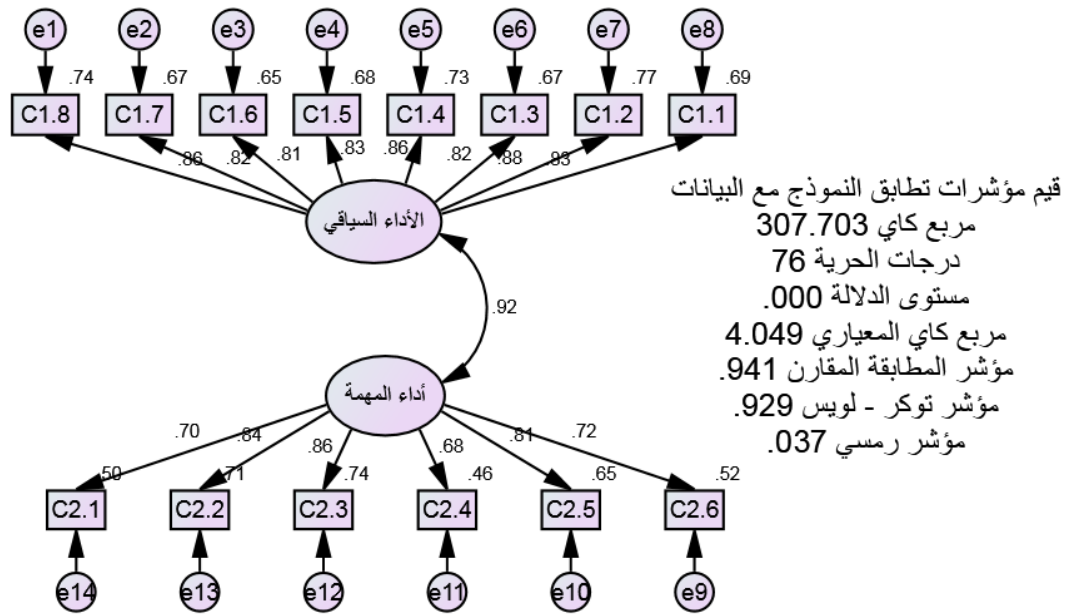 e1 e2 e3 e4 e5 e6 e7 e8
.74 .67 .65 .68 .73 .67 .77 .69
C1.8 C1.7 C1.6 C1.5 C1.4 C1.3 C1.2 C1.1
.86 .82 .81 .83 .86 .82 .88 .83
الأداء السياقي
قيم مؤشرات تطابق النموذج مع البيانات
مربع كاي 307.703
درجات الحرية 76
مستوى الدلالة 000.
مربع كاي المعياري 4.049
مؤشر المطابقة المقارن 941.
مؤشر توكر - لويس 929.
مؤشر رمسي 037.
.92
أداء المهمة
.70 .84 .86 .68 .81 .72
.50 .71 .74 .46 .65 .52
C2.1 C2.2 C2.3 C2.4 C2.5 C2.6
e14 e13 e12 e11 e10 e9